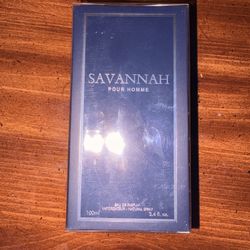 SAVANNAH
POUR HOMME
EAU DE PARFUM
VAPORISATEUR - NATURAL SPRAY
100ml 3.4 fl. oz.